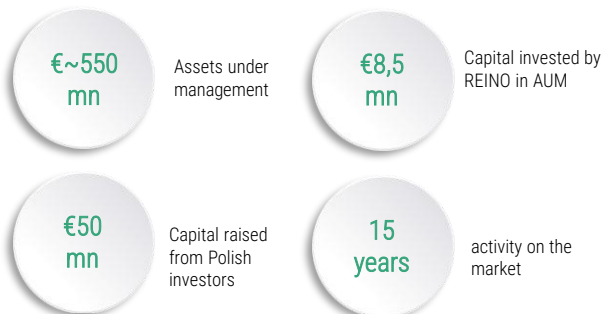 €~550
mn
Assets under
management
€8,5
mn
Capital invested by
REINO in AUM
€50
mn
Capital raised
from Polish
investors
15
years
activity on the
market